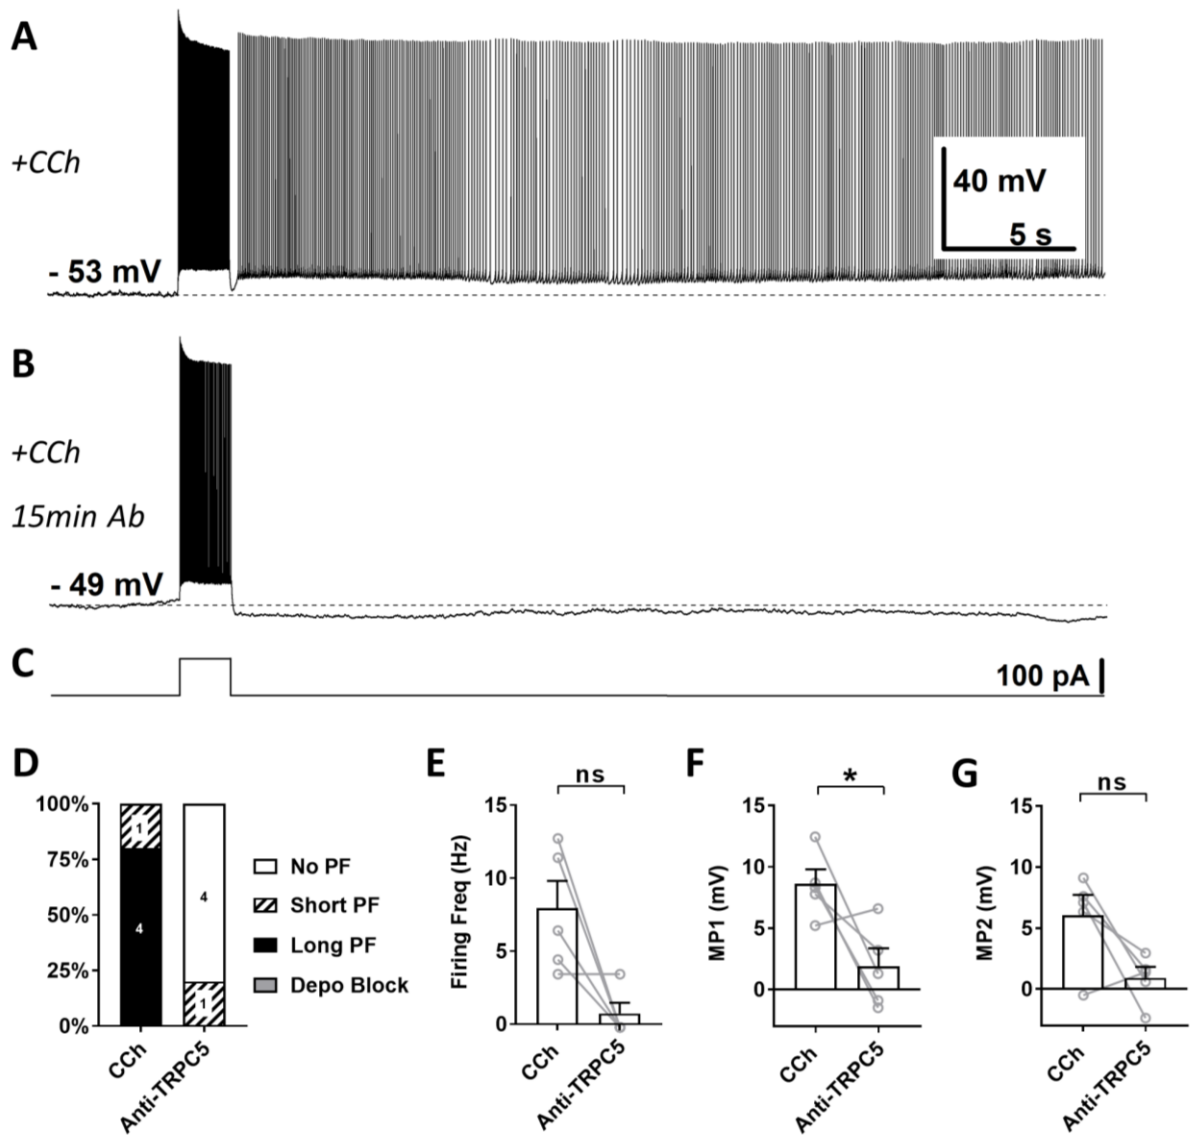 A
+CCh
40 mV
5 s
- 53 mV
B
+CCh
15min Ab
- 49 mV
C
100 pA
D
100%
75%
50%
25%
0%
1
4
4
1
CCh
Anti-TRPC5
No PF
Short PF
Long PF
Depo Block
E
ns
Firing Freq (Hz)
15
10
5
0
CCh
Anti-TRPC5
F
*
MP1 (mV)
15
10
5
0
CCh
Anti-TRPC5
G
ns
MP2 (mV)
15
10
5
0
CCh
Anti-TRPC5